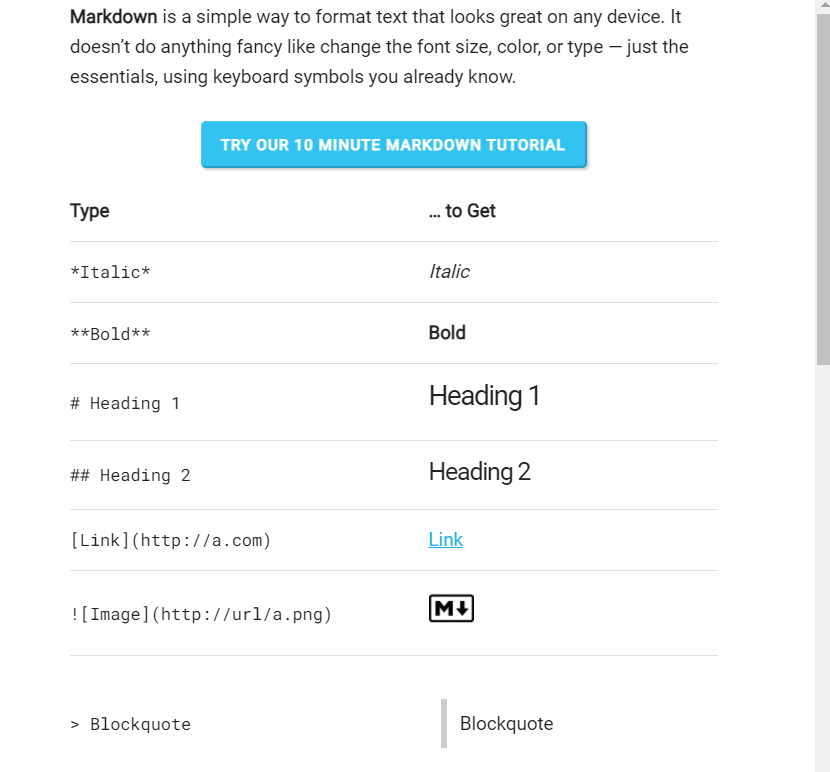 Markdown is a simple way to format text that looks great on any device. It
doesn’t do anything fancy like change the font size, color, or type — just the
essentials, using keyboard symbols you already know.
TRY OUR 10 MINUTE MARKDOWN TUTORIAL
Type … to Get
*Italic* Italic
**Bold** Bold
# Heading 1 Heading 1
## Heading 2 Heading 2
[Link](http://a.com) Link
![Image](http://url/a.png) M
> Blockquote Blockquote